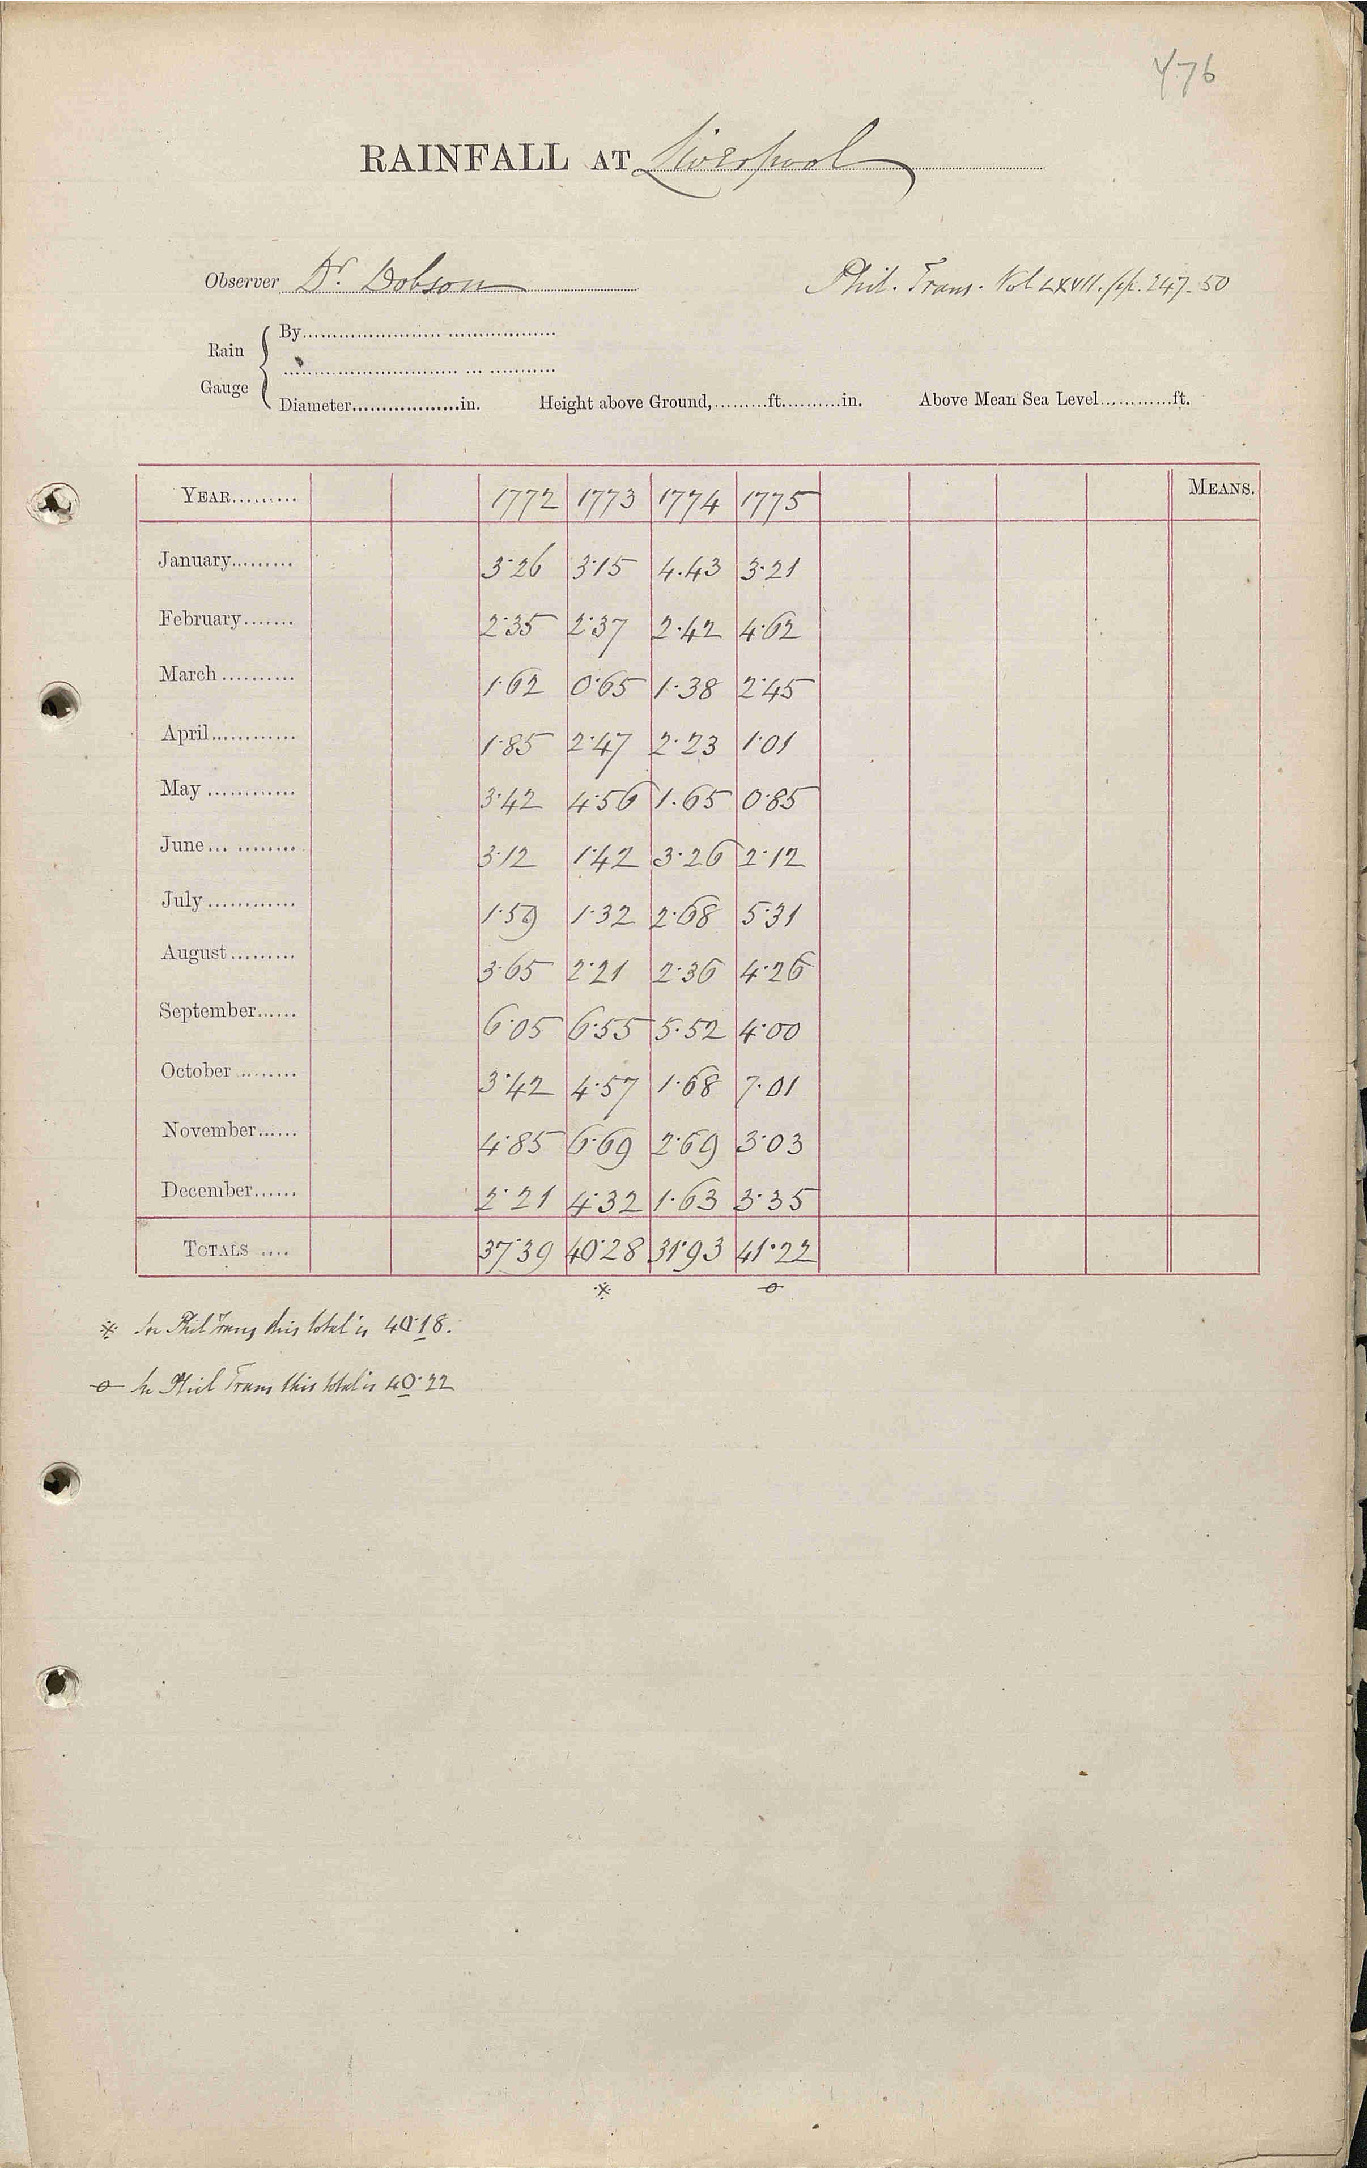 476
RAINFALL AT Liverpool
Observer Dr. Dobson
Phil. Trans. Vol LXVII. pp. 247-50
Rain Gauge { By
Diameter in. Height above Ground, ft. in. Above Mean Sea Level ft.
YEAR 1772 1773 1774 1775 MEANS.
January 3.26 3.15 4.43 3.21
February 2.35 2.37 2.42 4.62
March 1.62 0.65 1.38 2.45
April 1.85 2.47 2.23 1.01
May 3.42 4.56 1.65 0.85
June 3.12 1.42 3.26 2.12
July 1.59 1.32 2.68 5.31
August 3.65 2.21 2.36 4.26
September 6.05 6.55 5.52 4.00
October 3.42 4.57 1.68 7.01
November 4.85 6.69 2.69 3.03
December 2.21 4.32 1.63 3.35
TOTALS 37.39 40.28 31.93 41.22
※ In Phil Trans this total is 40.18.
o In Phil Trans this total is 40.22